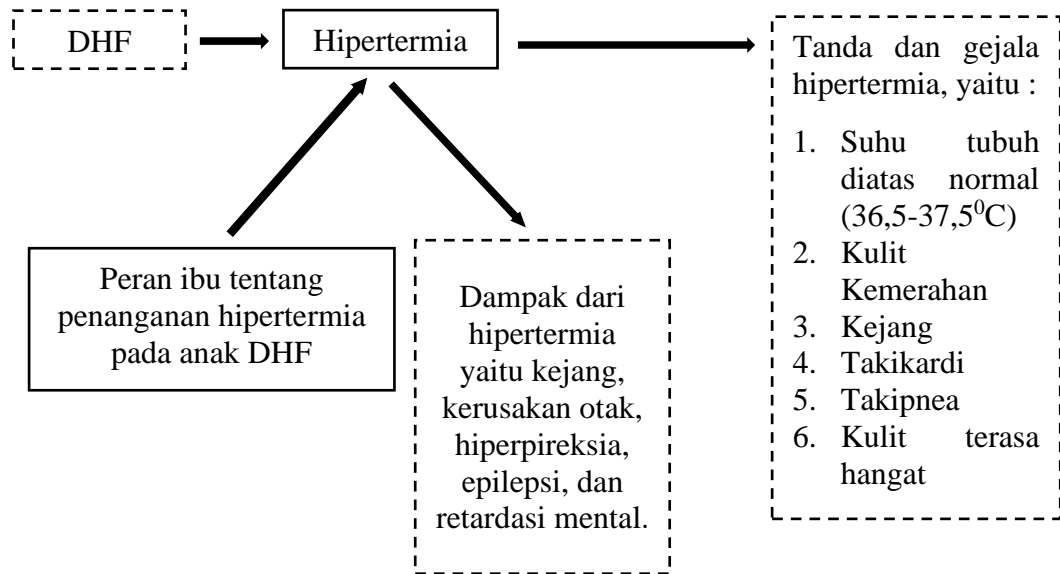 DHF
Hipertermia
Tanda dan gejala
hipertermia, yaitu :
1. Suhu tubuh
diatas normal
(36,5-37,5⁰C)
2. Kulit
Kemerahan
3. Kejang
4. Takikardi
5. Takipnea
6. Kulit terasa
hangat
Peran ibu tentang
penanganan hipertermia
pada anak DHF
Dampak dari
hipertermia
yaitu kejang,
kerusakan otak,
hiperpireksia,
epilepsi, dan
retardasi mental.